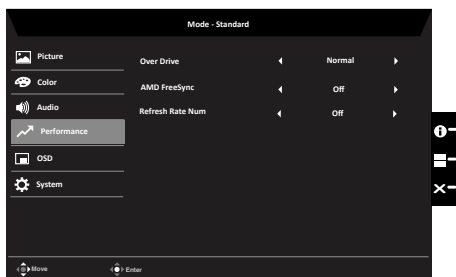 Mode - Standard
Picture
Over Drive Normal
Color
AMD FreeSync Off
Audio
Refresh Rate Num Off
Performance
OSD
System
Move Enter